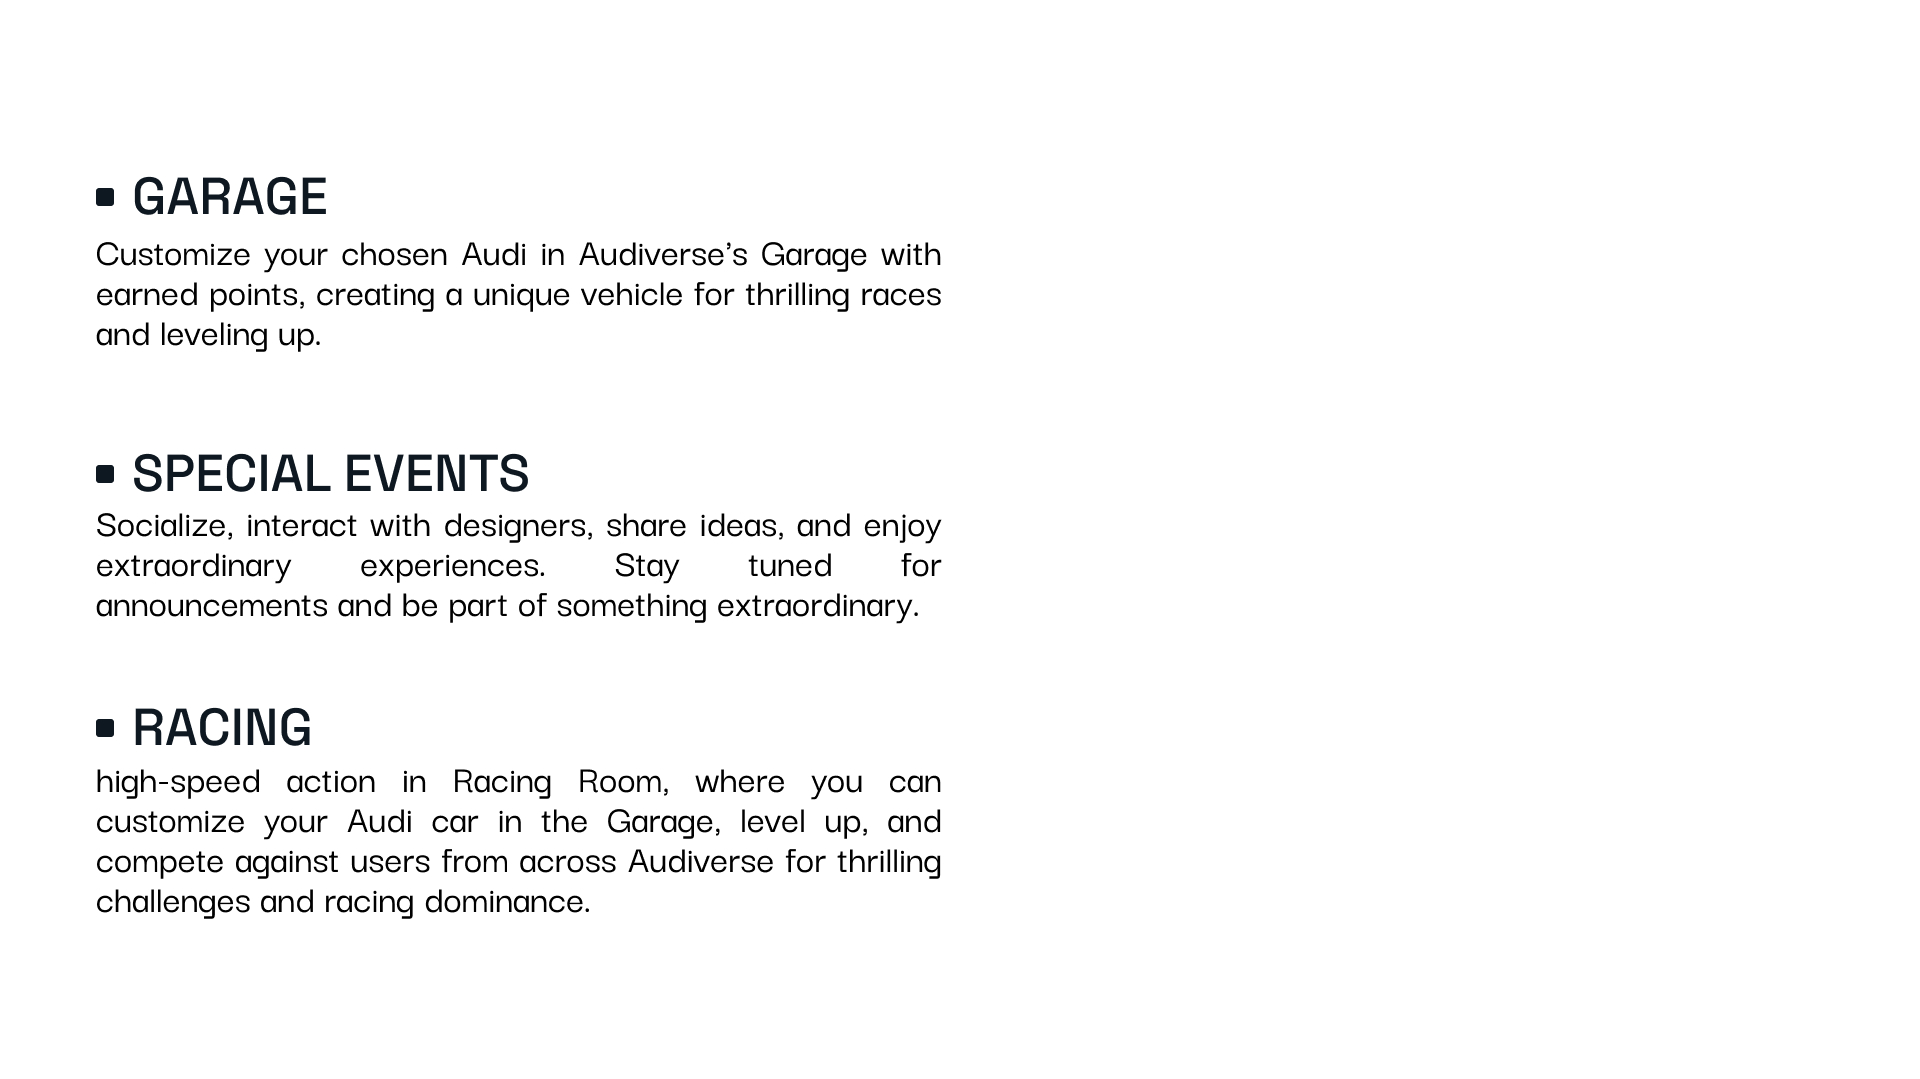 GARAGE
Customize your chosen Audi in Audiverse's Garage with
earned points, creating a unique vehicle for thrilling races
and leveling up.
SPECIAL EVENTS
Socialize, interact with designers, share ideas, and enjoy
extraordinary experiences. Stay tuned for
announcements and be part of something extraordinary.
RACING
high-speed action in Racing Room, where you can
customize your Audi car in the Garage, level up, and
compete against users from across Audiverse for thrilling
challenges and racing dominance.